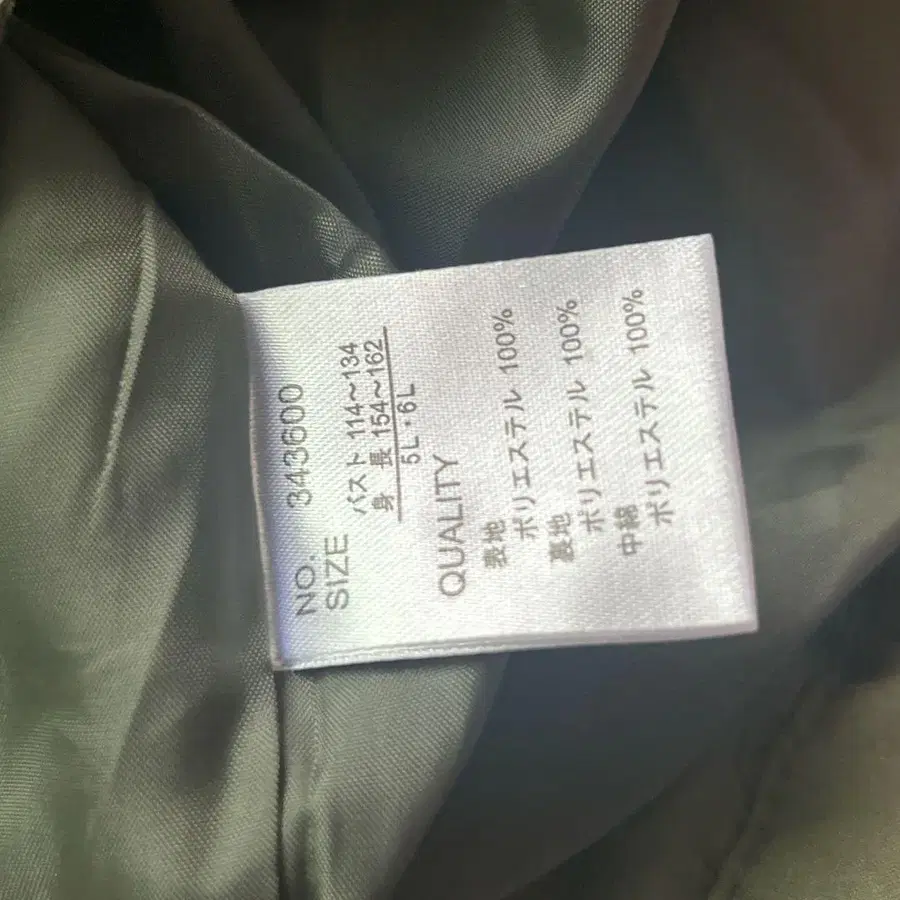 NO. 343600
SIZE
バスト 114～134
身 長 154～162
5L・6L
QUALITY
表地
ポリエステル 100%
裏地
ポリエステル 100%
中綿
ポリエステル 100%